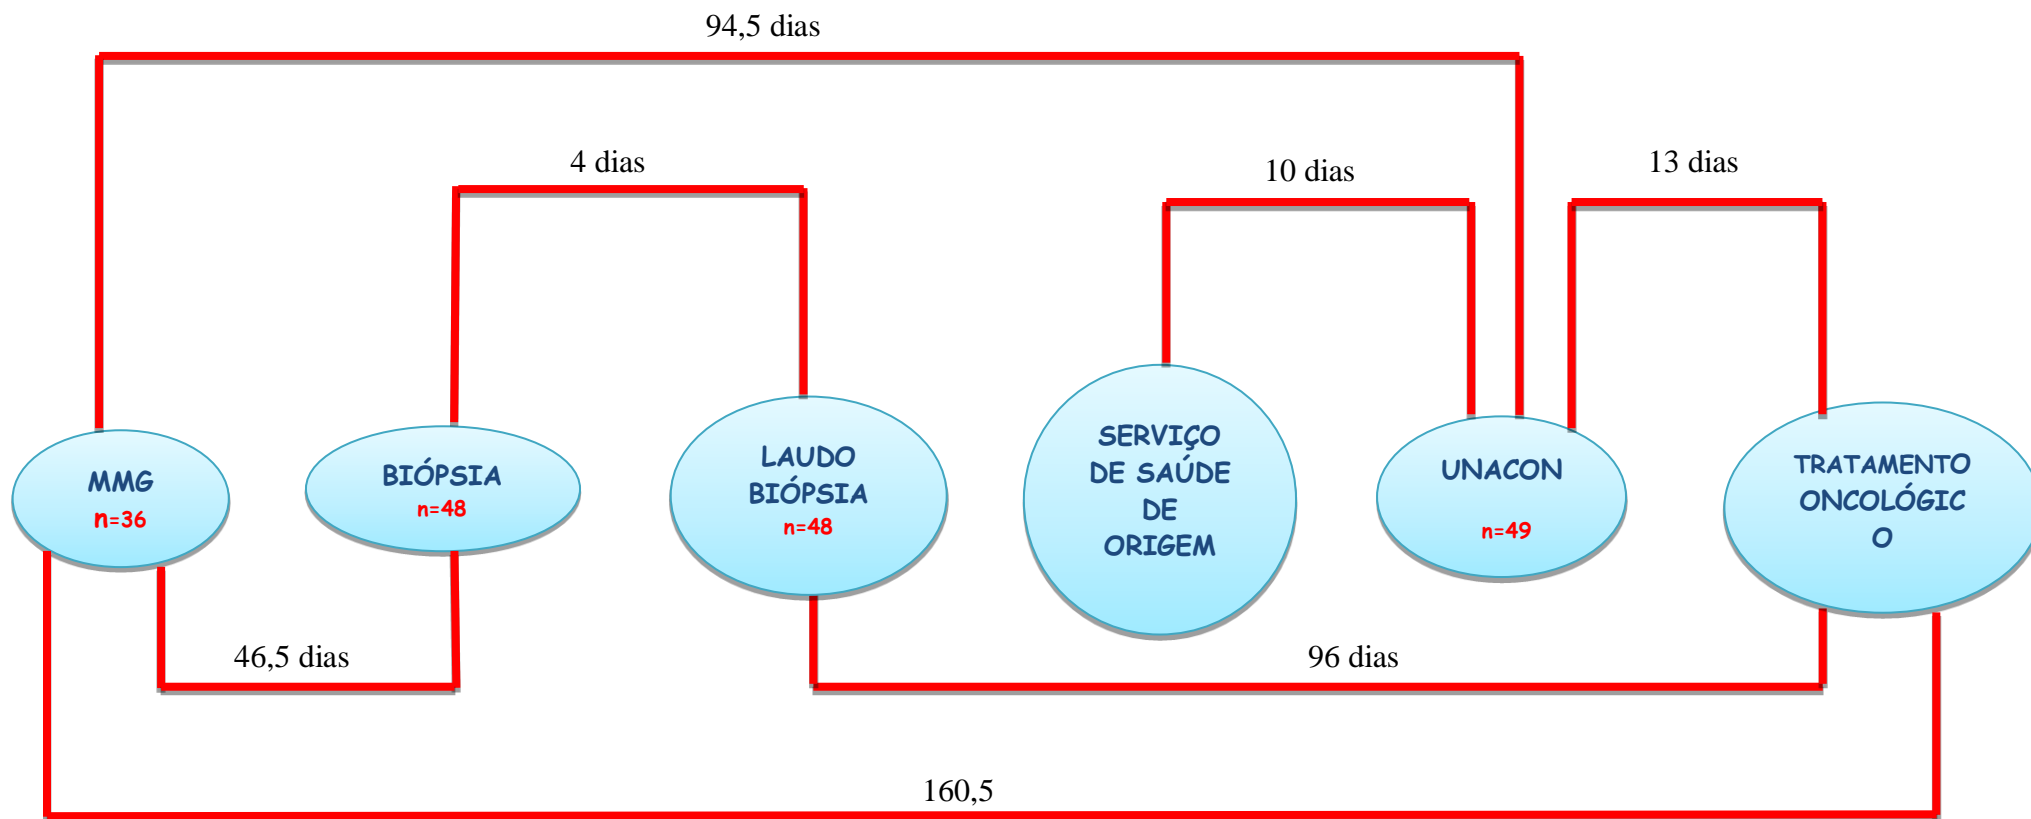 94,5 dias
4 dias
10 dias
13 dias
MMG
n=36
BIÓPSIA
n=48
LAUDO
BIÓPSIA
n=48
SERVIÇO
DE SAÚDE
DE
ORIGEM
UNACON
n=49
TRATAMENTO
ONCOLÓGIC
O
46,5 dias
96 dias
160,5